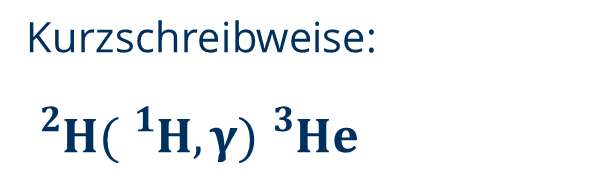 Kurzschreibweise:
²H( ¹H, γ) ³He